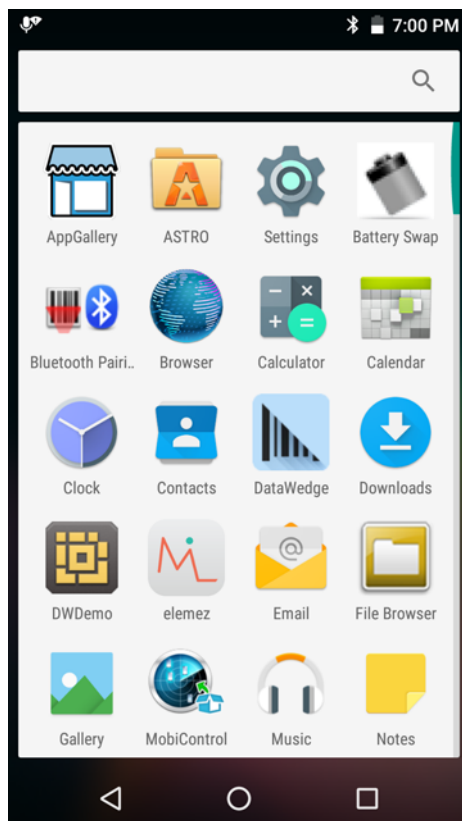 7:00 PM
AppGallery ASTRO Settings Battery Swap
Bluetooth Pairi.. Browser Calculator Calendar
Clock Contacts DataWedge Downloads
DWDemo elemez Email File Browser
Gallery MobiControl Music Notes